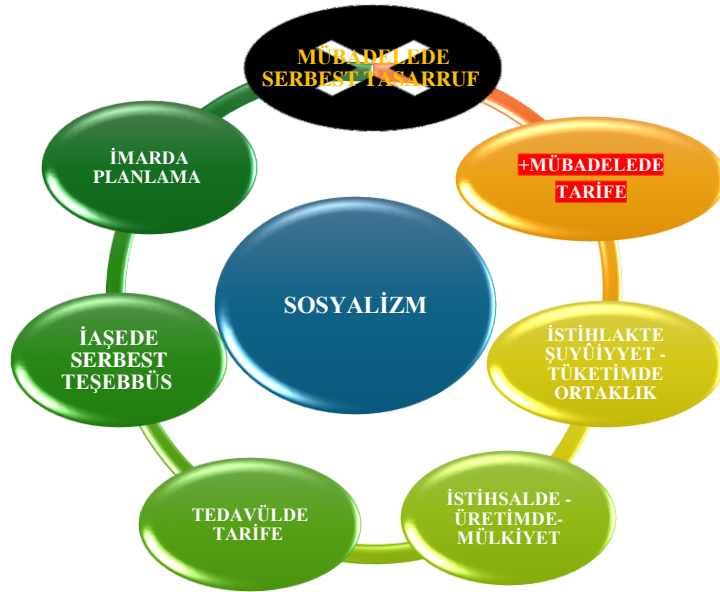 MÜBADELEDE
SERBEST TASARRUF
+MÜBADELEDE
TARİFE
İSTİHLAKTE
ŞUYÛİYYET -
TÜKETİMDE
ORTAKLIK
İSTİHSALDE -
ÜRETİMDE-
MÜLKİYET
TEDAVÜLDE
TARİFE
İAŞEDE
SERBEST
TEŞEBBÜS
İMARDA
PLANLAMA
SOSYALİZM